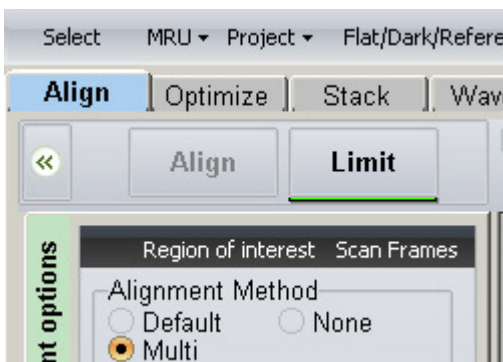 Select MRU Project Flat/Dark/Refere
Align Optimize Stack Wav
Align Limit
Region of interest Scan Frames
nt options
Alignment Method
Default None
Multi